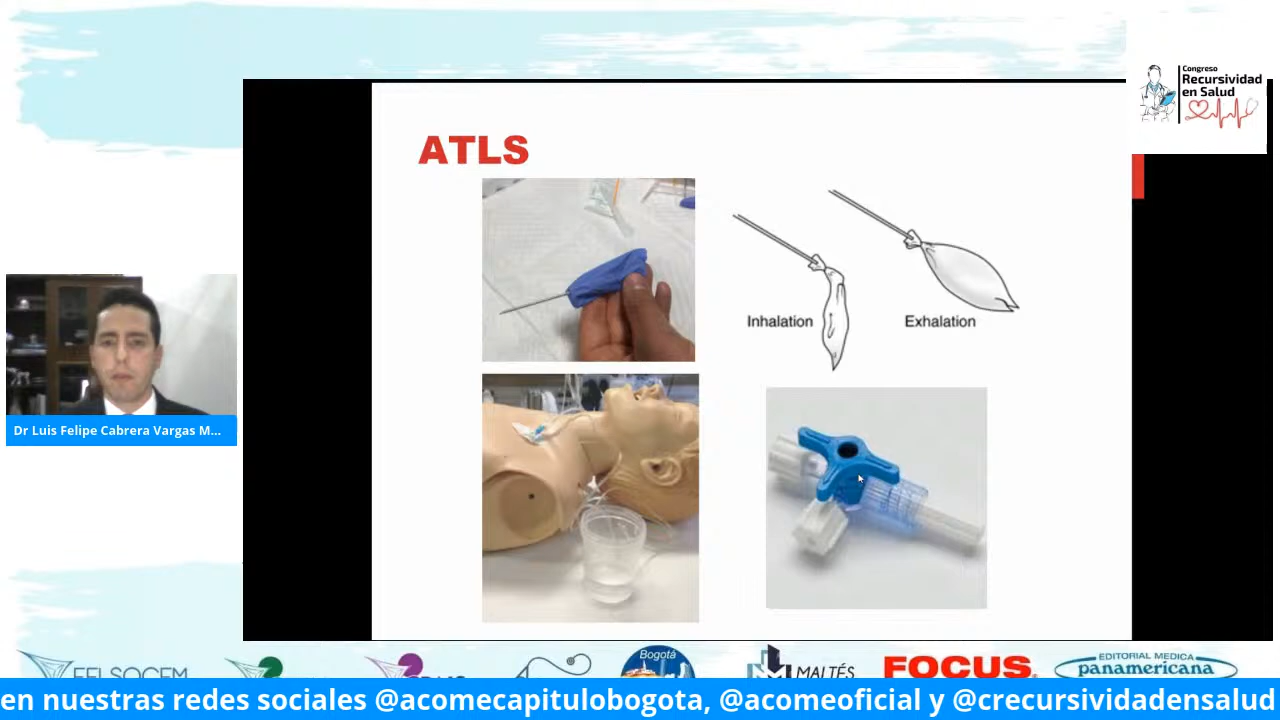 Congreso
Recursividad
en Salud
ATLS
Inhalation
Exhalation
Dr Luis Felipe Cabrera Vargas M...
Bogotá
MALTÉS
FOCUS
EDITORIAL MEDICA
panamericana
en nuestras redes sociales @acomecapitulobogota, @acomeoficial y @crecursividadensalud